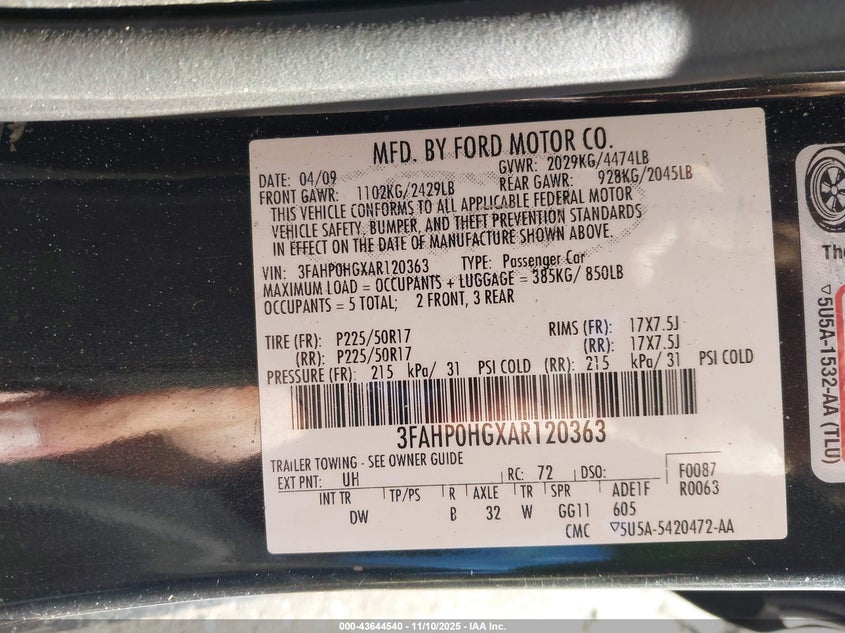 MFD. BY FORD MOTOR CO.
DATE: 04/09 GVWR: 2029KG/4474LB
FRONT GAWR: 1102KG/2429LB REAR GAWR: 928KG/2045LB
THIS VEHICLE CONFORMS TO ALL APPLICABLE FEDERAL MOTOR
VEHICLE SAFETY, BUMPER, AND THEFT PREVENTION STANDARDS
IN EFFECT ON THE DATE OF MANUFACTURE SHOWN ABOVE.
VIN: 3FAHP0HGXAR120363 TYPE: Passenger Car
MAXIMUM LOAD = OCCUPANTS + LUGGAGE = 385KG/ 850LB
OCCUPANTS = 5 TOTAL; 2 FRONT, 3 REAR
TIRE (FR): P225/50R17 RIMS (FR): 17X7.5J
(RR): P225/50R17 (RR): 17X7.5J
PRESSURE (FR): 215 kPa/ 31 PSI COLD (RR): 215 kPa/ 31 PSI COLD
3FAHP0HGXAR120363
TRAILER TOWING - SEE OWNER GUIDE
EXT PNT: UH RC: 72 DSO: F0087
R0063
INT TR TP/PS R AXLE TR SPR ADE1F
DW B 32 W GG11 605
CMC ▽5U5A-5420472-AA
The
▽5U5A-1532-AA (TLU)
000-43644540 - 11/10/2025 - IAA Inc.